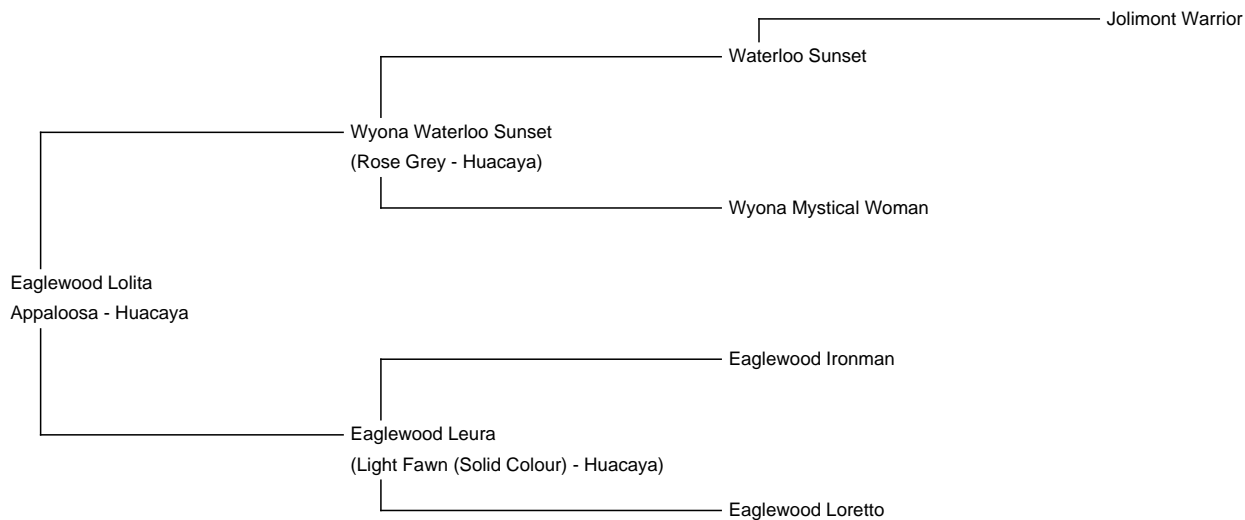 Jolimont Warrior
Waterloo Sunset
Wyona Waterloo Sunset
(Rose Grey - Huacaya)
Wyona Mystical Woman
Eaglewood Lolita
Appaloosa - Huacaya
Eaglewood Ironman
Eaglewood Leura
(Light Fawn (Solid Colour) - Huacaya)
Eaglewood Loretto